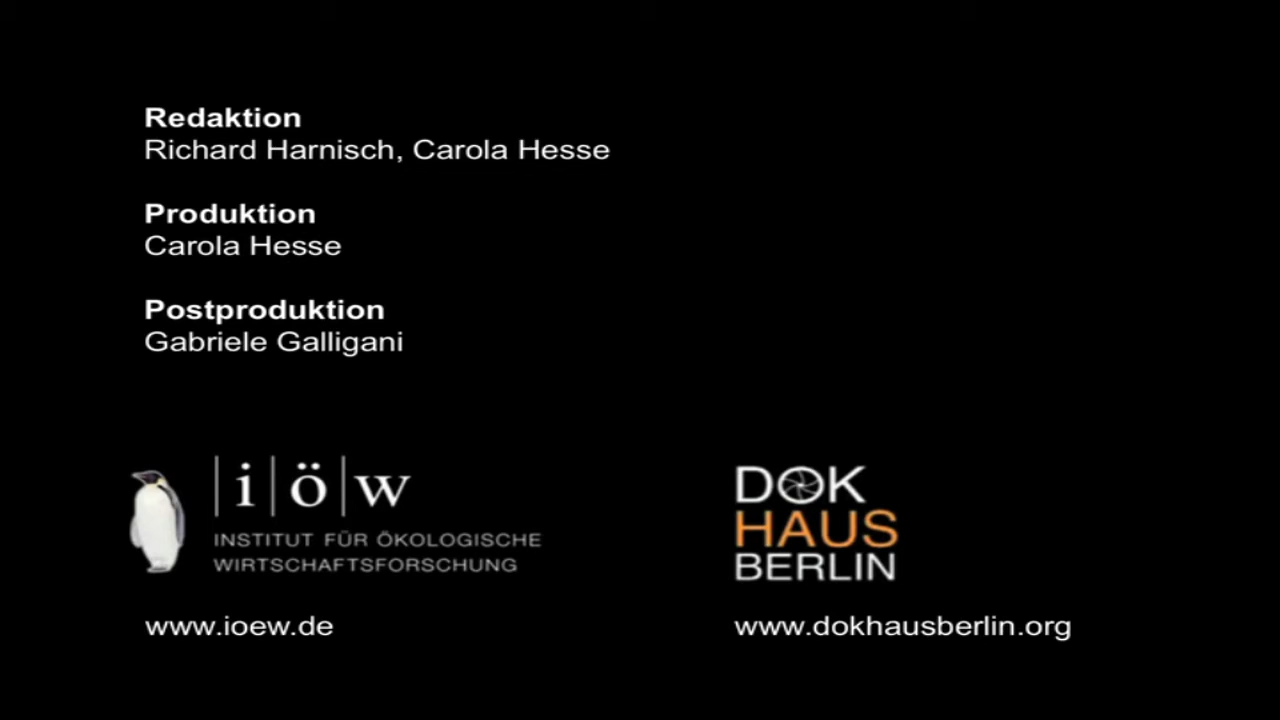 Redaktion
Richard Harnisch, Carola Hesse
Produktion
Carola Hesse
Postproduktion
Gabriele Galligani
|i|ö|w
INSTITUT FÜR ÖKOLOGISCHE
WIRTSCHAFTSFORSCHUNG
www.ioew.de
DOK
HAUS
BERLIN
www.dokhausberlin.org